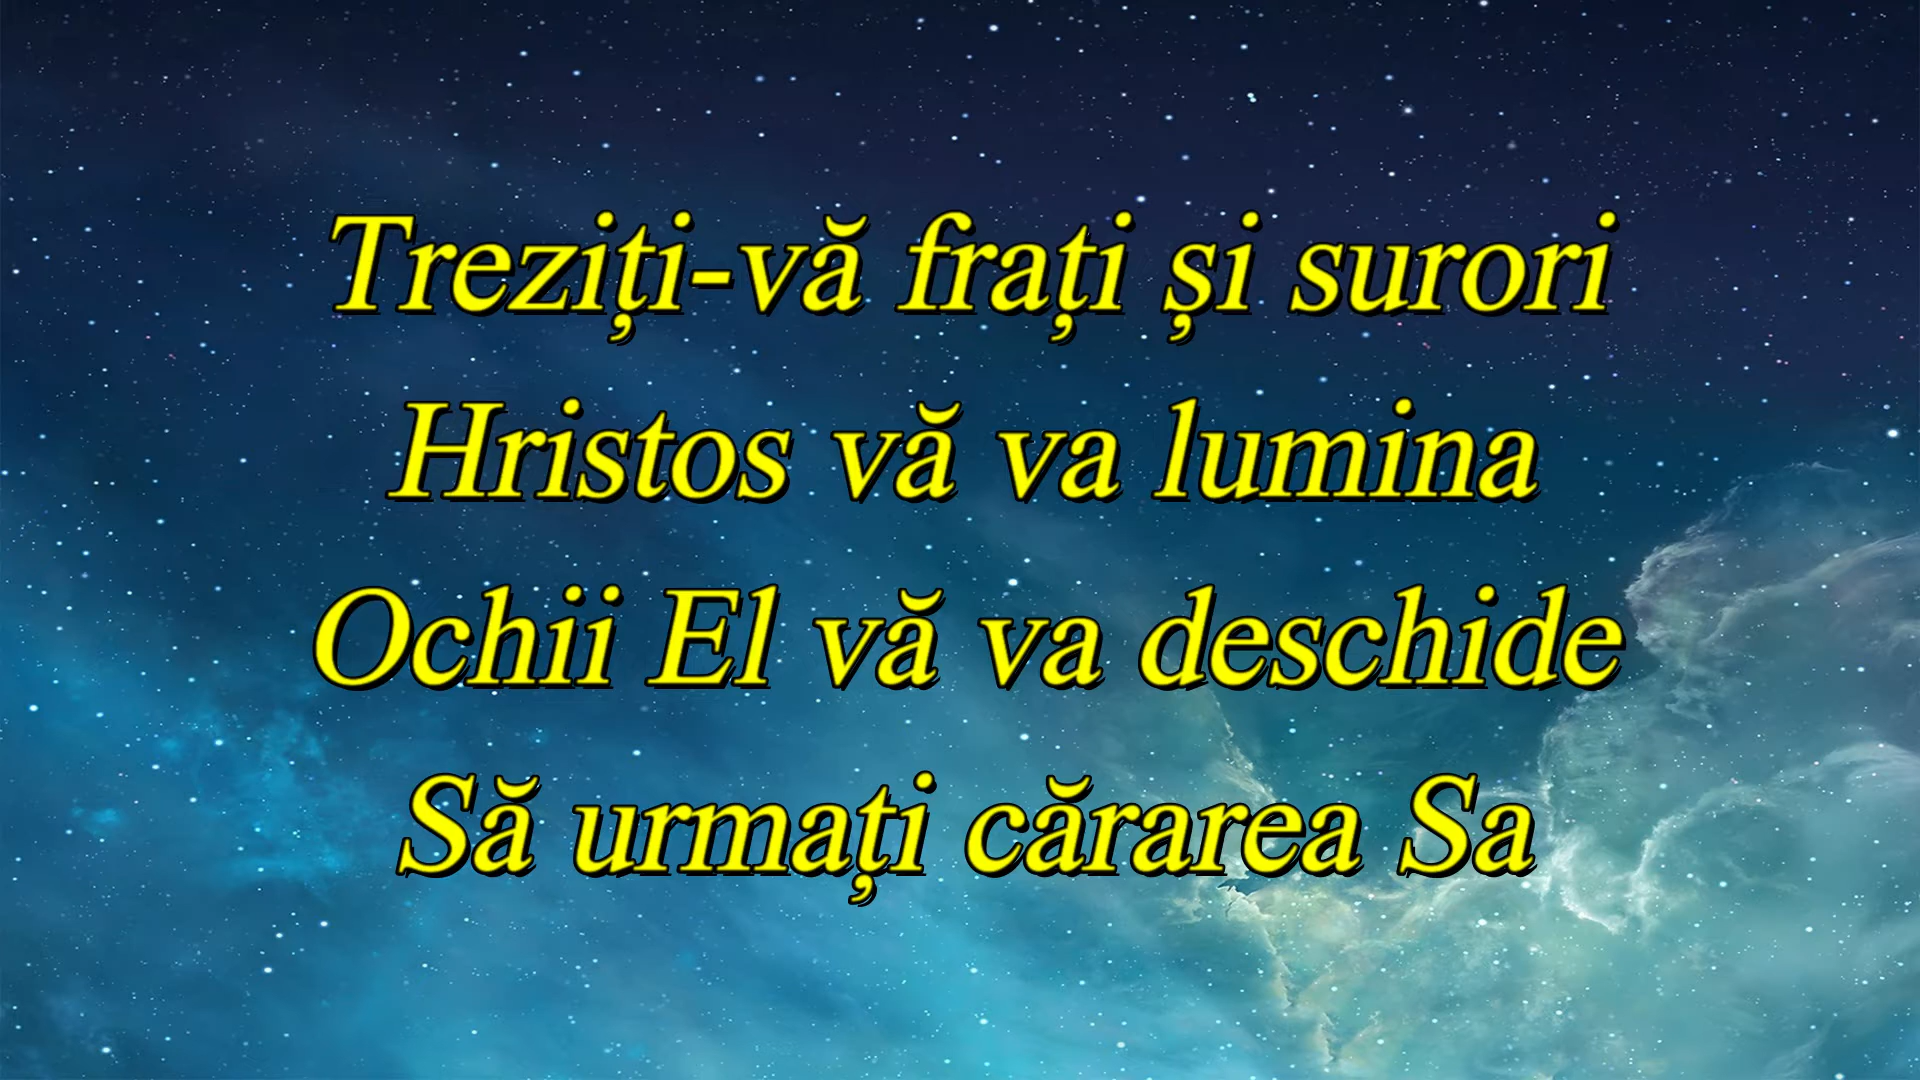 Treziți-vă frați și surori
Hristos vă va lumina
Ochii El vă va deschide
Să urmați cărarea Sa